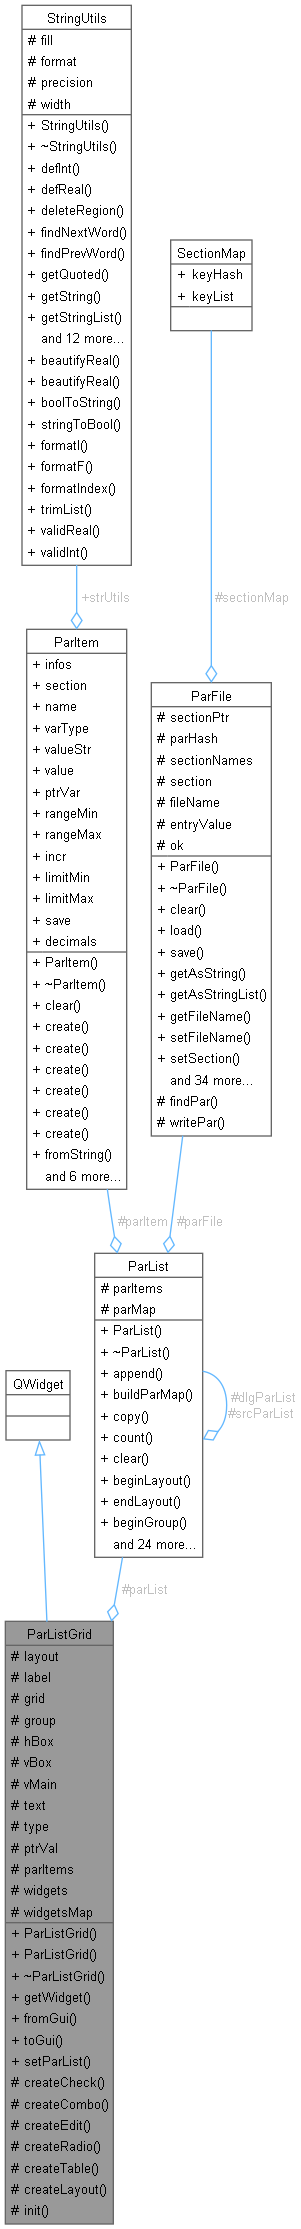 StringUtils
# fill
# format
# precision
# width
+ StringUtils()
+ ~StringUtils()
+ defInt()
+ defReal()
+ deleteRegion()
+ findNextWord()
+ findPrevWord()
+ getQuoted()
+ getString()
+ getStringList()
and 12 more...
+ beautifyReal()
+ beautifyReal()
+ boolToString()
+ stringToBool()
+ formatI()
+ formatF()
+ formatIndex()
+ trimList()
+ validReal()
+ validInt()
SectionMap
+ keyHash
+ keyList
+strUtils
#sectionMap
ParItem
+ infos
+ section
+ name
+ varType
+ valueStr
+ value
+ ptrVar
+ rangeMin
+ rangeMax
+ incr
+ limitMin
+ limitMax
+ save
+ decimals
+ ParItem()
+ ~ParItem()
+ clear()
+ create()
+ create()
+ create()
+ create()
+ create()
+ create()
+ fromString()
and 6 more...
ParFile
# sectionPtr
# parHash
# sectionNames
# section
# fileName
# entryValue
# ok
+ ParFile()
+ ~ParFile()
+ clear()
+ load()
+ save()
+ getAsString()
+ getAsStringList()
+ getFileName()
+ setFileName()
+ setSection()
and 34 more...
# findPar()
# writePar()
#parItem
#parFile
ParList
# parItems
# parMap
+ ParList()
+ ~ParList()
+ append()
+ buildParMap()
+ copy()
+ count()
+ clear()
+ beginLayout()
+ endLayout()
+ beginGroup()
and 24 more...
#dlgParList
#srcParList
QWidget
#parList
ParListGrid
# layout
# label
# grid
# group
# hBox
# vBox
# vMain
# text
# type
# ptrVal
# parItems
# widgets
# widgetsMap
+ ParListGrid()
+ ParListGrid()
+ ~ParListGrid()
+ getWidget()
+ fromGui()
+ toGui()
+ setParList()
# createCheck()
# createCombo()
# createEdit()
# createRadio()
# createTable()
# createLayout()
# init()